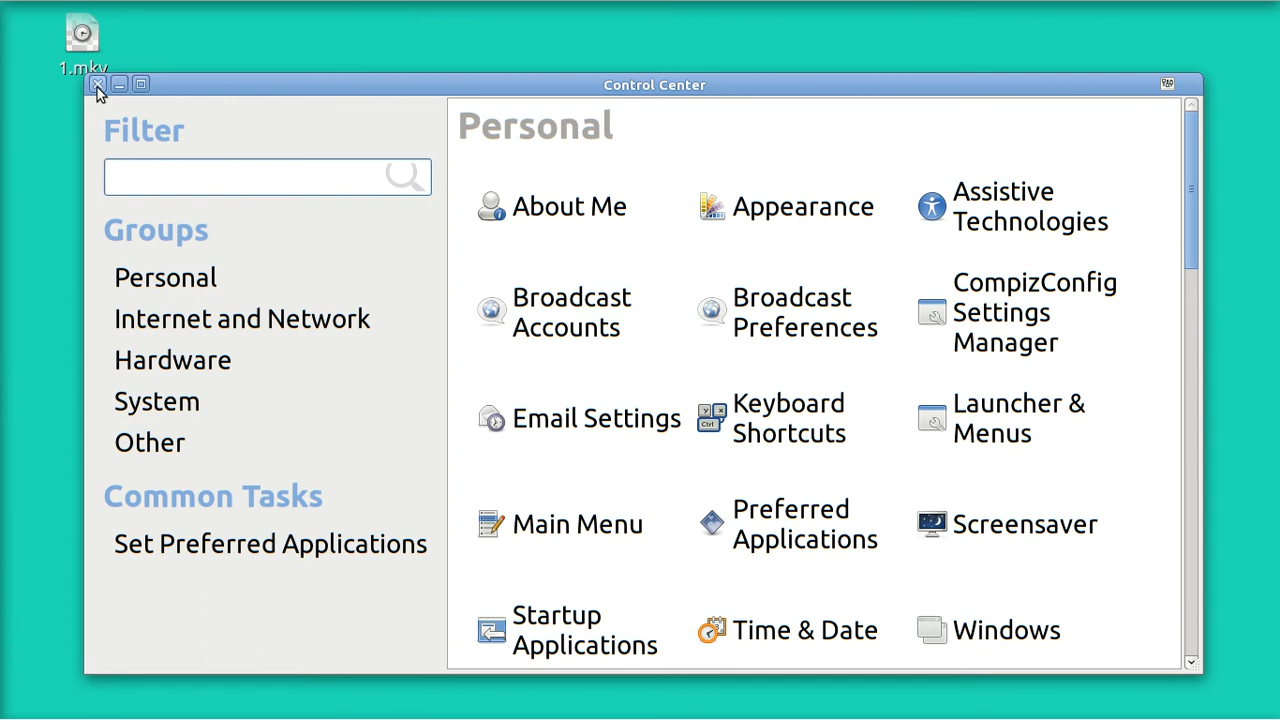 1.mkv
Control Center
Filter
Groups
Personal
Internet and Network
Hardware
System
Other
Common Tasks
Set Preferred Applications
Personal
About Me
Appearance
Assistive
Technologies
Broadcast
Accounts
Broadcast
Preferences
CompizConfig
Settings
Manager
Email Settings
Keyboard
Shortcuts
Launcher &
Menus
Main Menu
Preferred
Applications
Screensaver
Startup
Applications
Time & Date
Windows